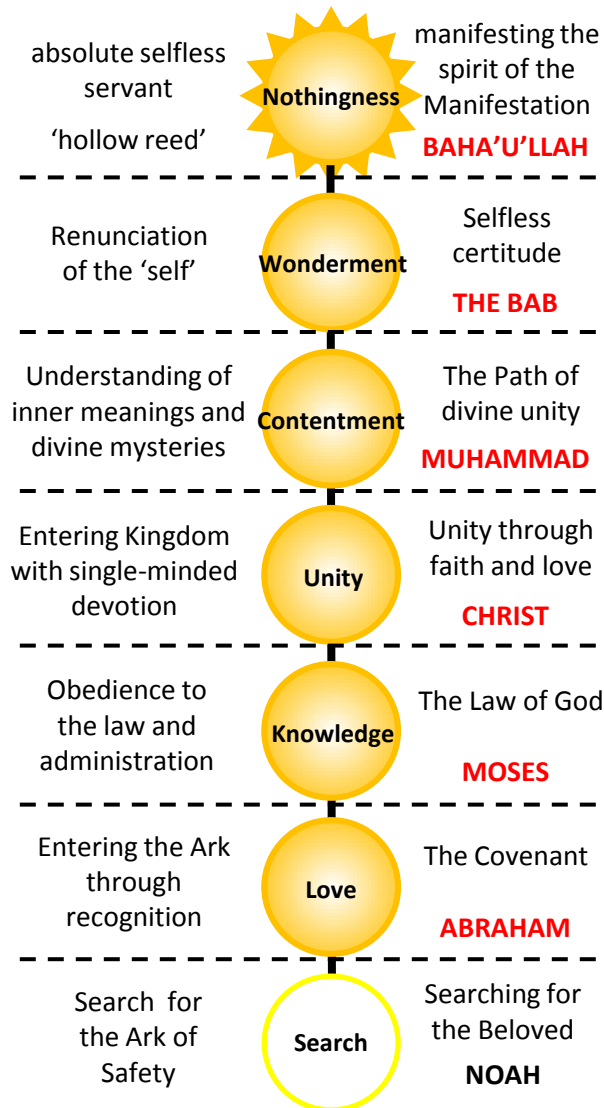 absolute selfless
servant
'hollow reed'
Nothingness
manifesting the
spirit of the
Manifestation
BAHA'U'LLAH
Renunciation
of the 'self'
Wonderment
Selfless
certitude
THE BAB
Understanding of
inner meanings and
divine mysteries
Contentment
The Path of
divine unity
MUHAMMAD
Entering Kingdom
with single-minded
devotion
Unity
Unity through
faith and love
CHRIST
Obedience to
the law and
administration
Knowledge
The Law of God
MOSES
Entering the Ark
through
recognition
Love
The Covenant
ABRAHAM
Search for
the Ark of
Safety
Search
Searching for
the Beloved
NOAH